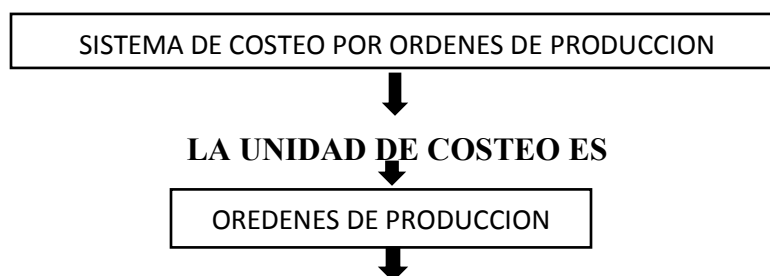 SISTEMA DE COSTEO POR ORDENES DE PRODUCCION
LA UNIDAD DE COSTEO ES
OREDENES DE PRODUCCION